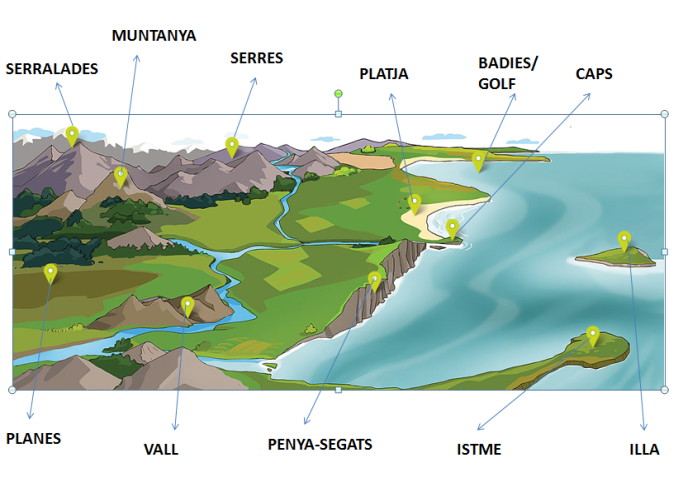 MUNTANYA
SERRALADES
SERRES
PLATJA
BADIES/
GOLF
CAPS
PLANES
VALL
PENYA-SEGATS
ISTME
ILLA